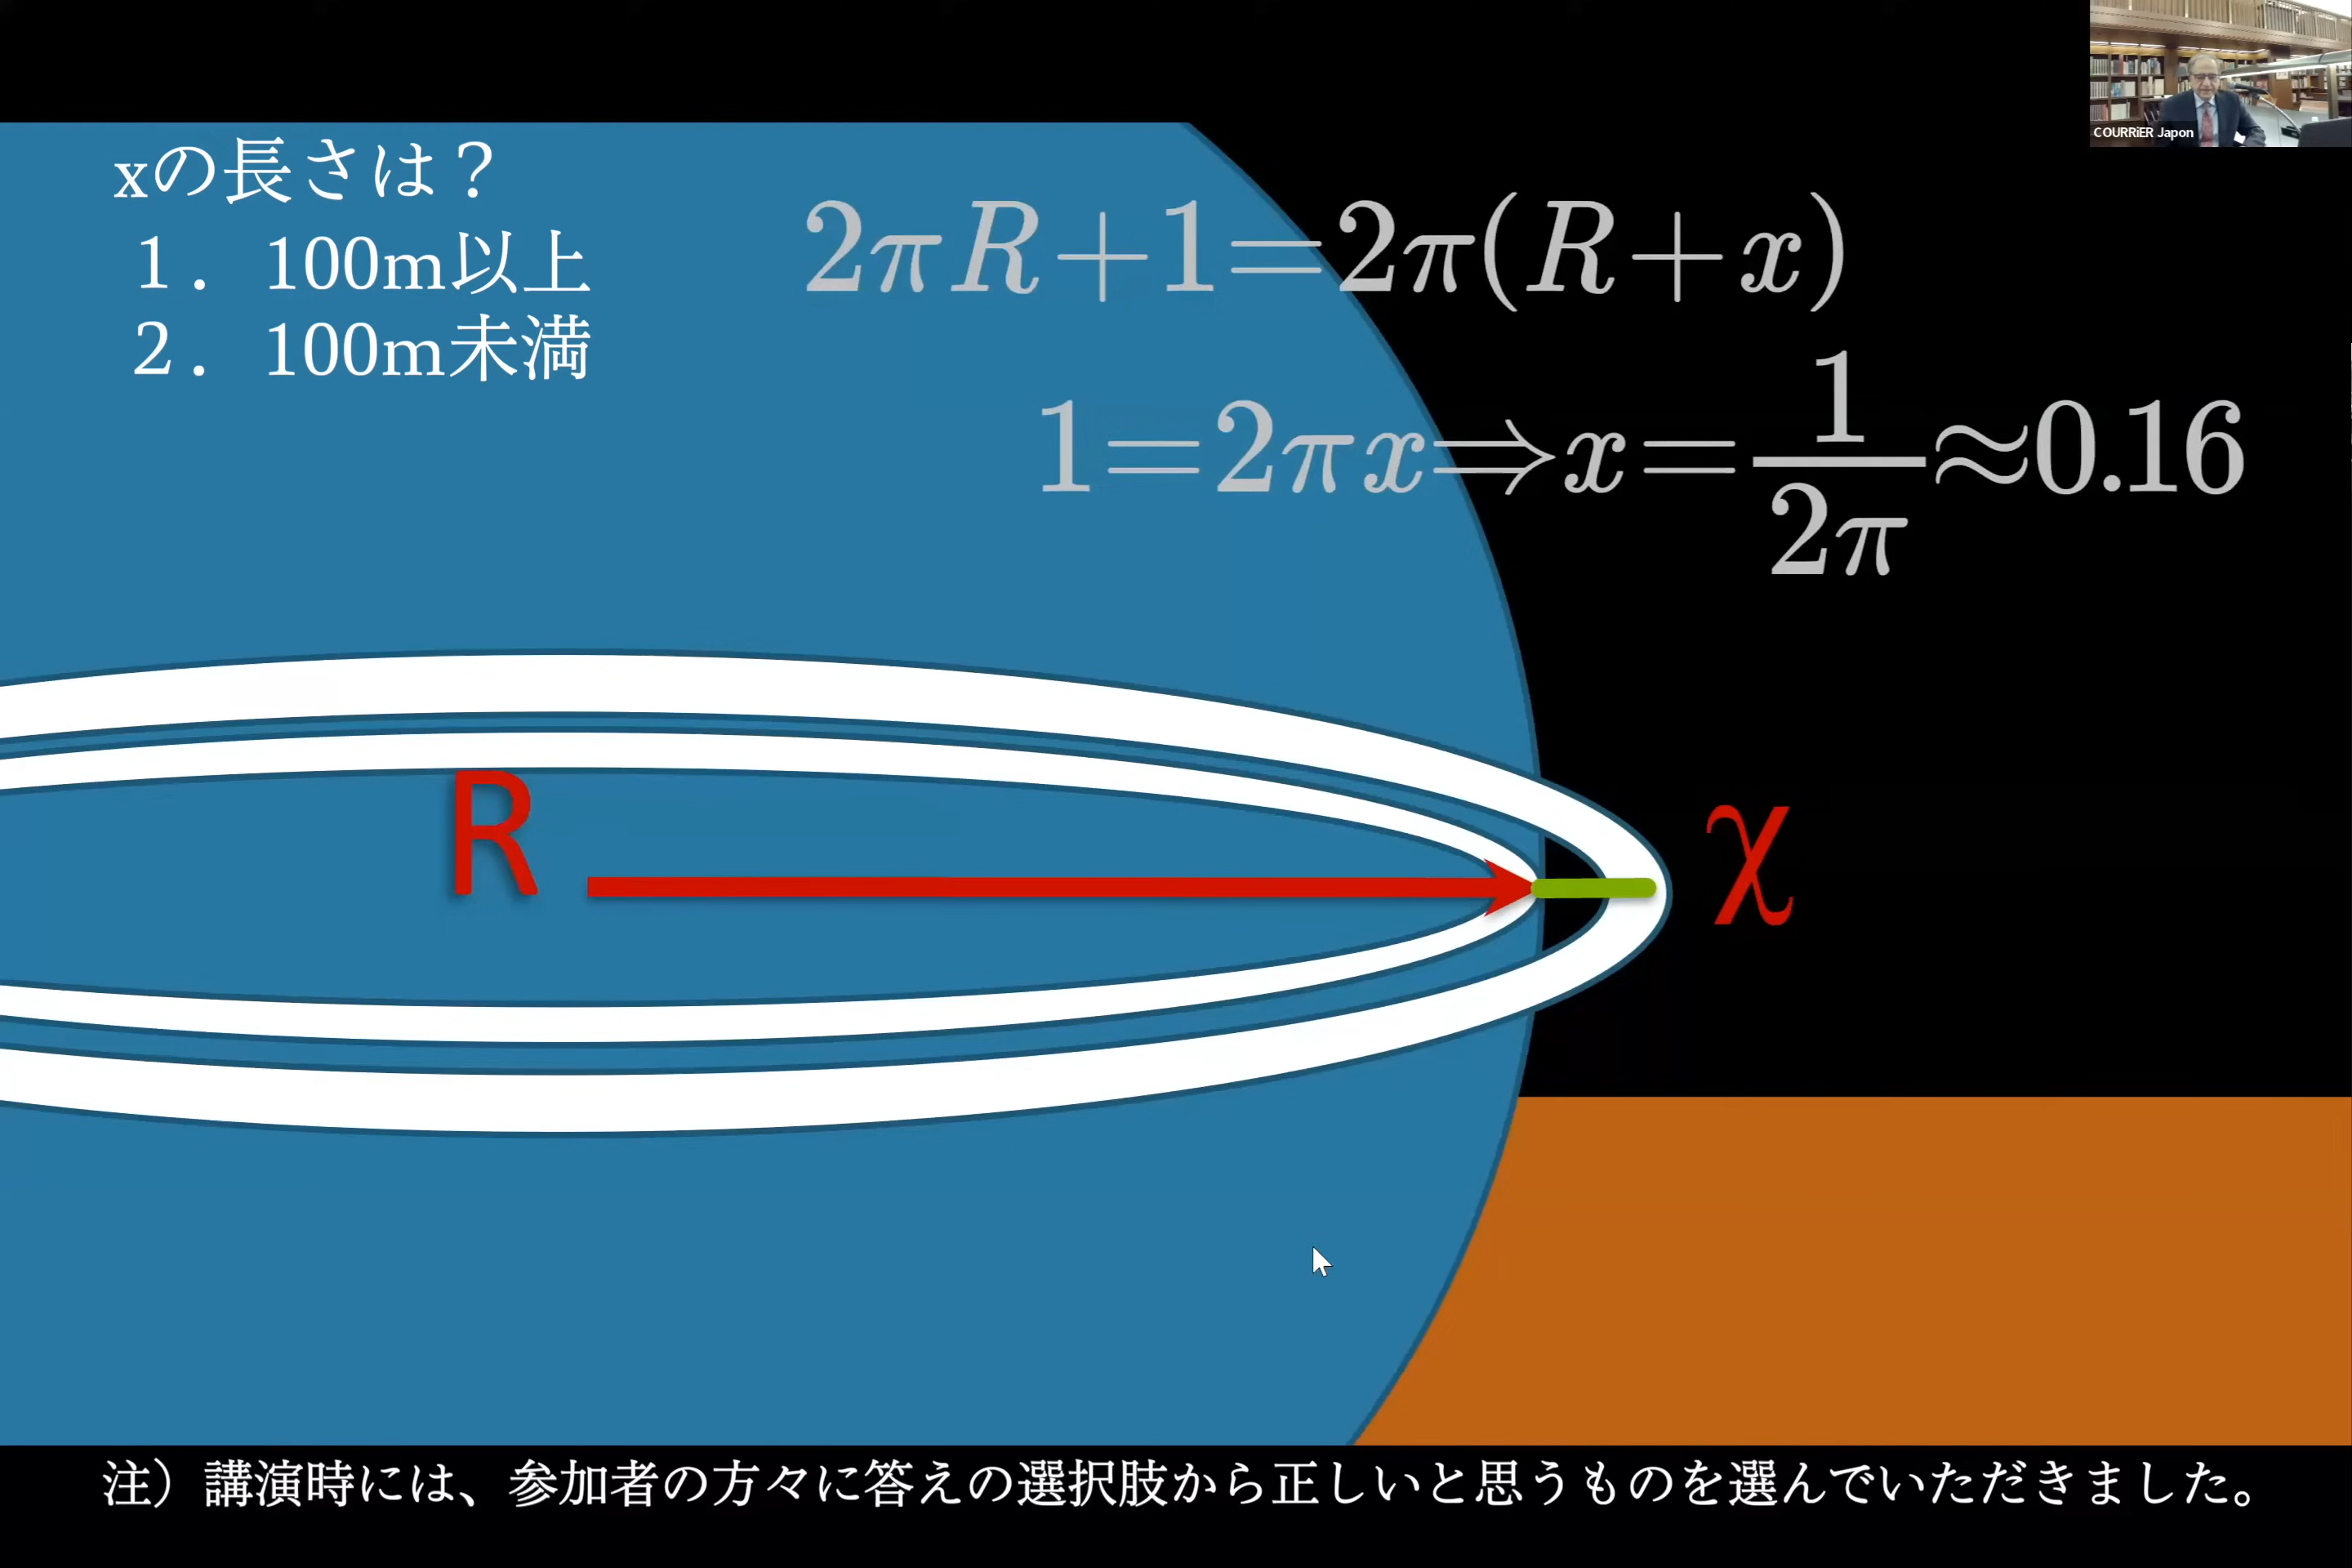 COURRiER Japon
xの長さは？
1． 100m以上
2． 100m未満
2πR+1=2π(R+x)
1=2πx⇒x=1/2π≈0.16
R
χ
注）講演時には、参加者の方々に答えの選択肢から正しいと思うものを選んでいただきました。